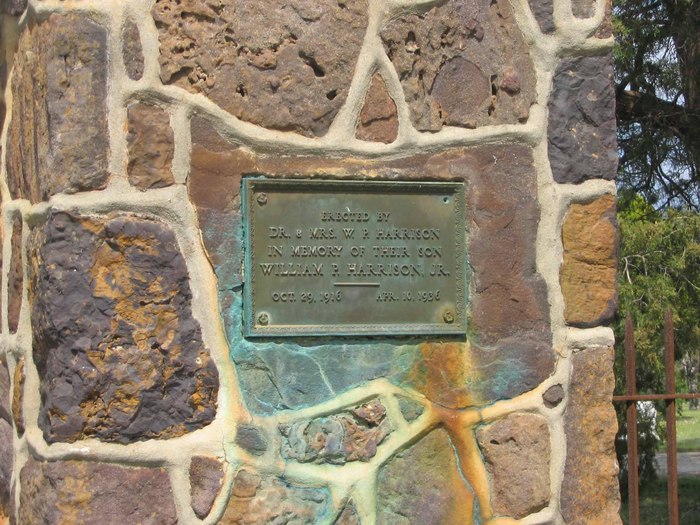 ERECTED BY
DR. & MRS. W. P. HARRISON
IN MEMORY OF THEIR SON
WILLIAM P. HARRISON, JR.
OCT. 29, 1916 APR. 10, 1936